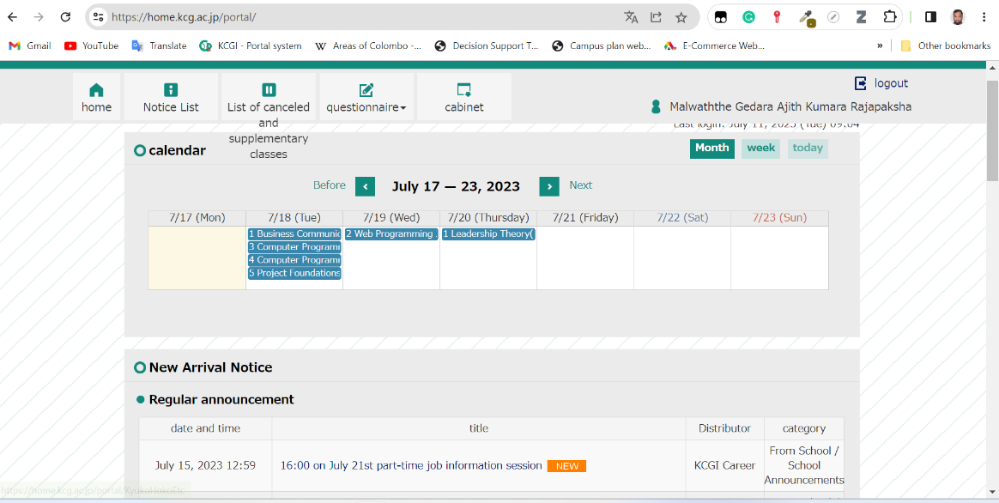 https://home.kcg.ac.jp/portal/
Gmail YouTube Translate KCGI - Portal system Areas of Colombo -... Decision Support T... Campus plan web... E-Commerce Web... » Other bookmarks
home
Notice List
List of canceled
and
supplementary
classes
questionnaire
cabinet
logout
Malwaththe Gedara Ajith Kumara Rajapaksha
Last login: July 11, 2023 (Tue) 09:04
calendar
Month week today
Before July 17 — 23, 2023 Next
7/17 (Mon) 7/18 (Tue) 7/19 (Wed) 7/20 (Thursday) 7/21 (Friday) 7/22 (Sat) 7/23 (Sun)
1 Business Communic 2 Web Programming . 1 Leadership Theory(
3 Computer Programm
4 Computer Programm
5 Project Foundations
New Arrival Notice
Regular announcement
date and time title Distributor category
July 15, 2023 12:59 16:00 on July 21st part-time job information session NEW KCGI Career From School /
School
Announcements
https://home.kcg.ac.jp/portal/KyukoHokoEtc